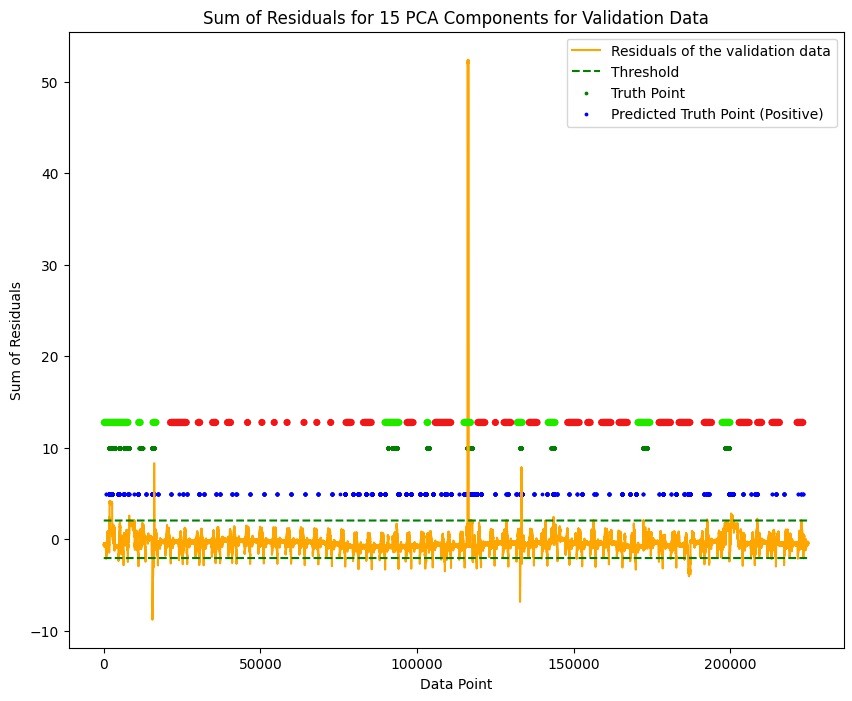 Sum of Residuals for 15 PCA Components for Validation Data
Residuals of the validation data
Threshold
Truth Point
Predicted Truth Point (Positive)
50
40
30
20
10
0
−10
Sum of Residuals
0
50000
100000
150000
200000
Data Point